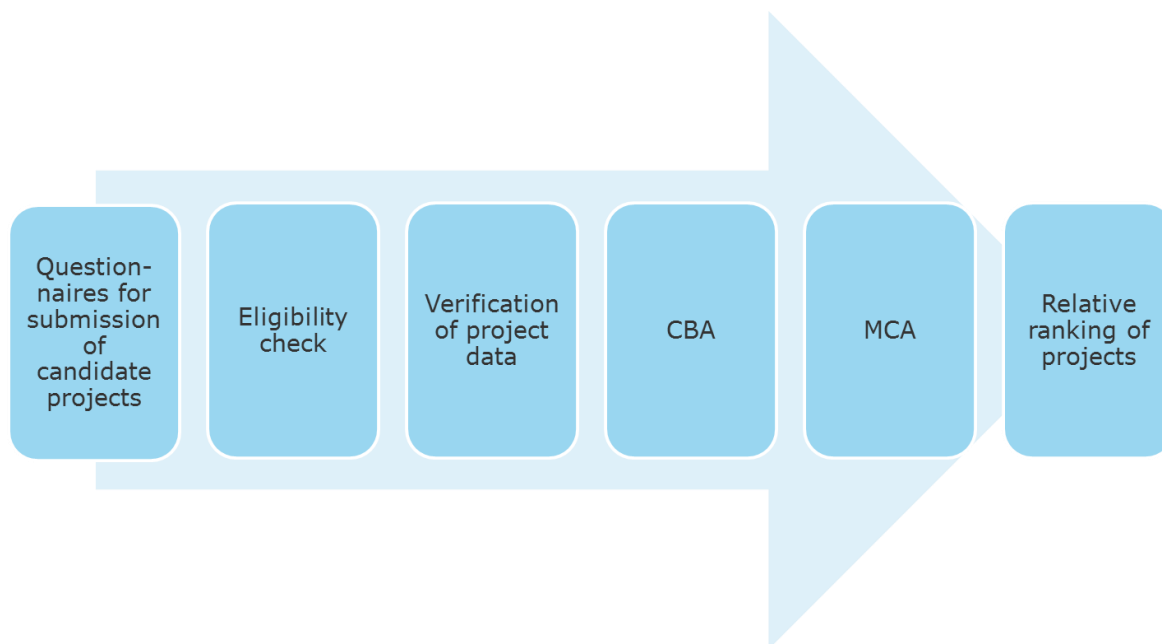 Question-
naires for
submission
of
candidate
projects
Eligibility
check
Verification
of project
data
CBA
MCA
Relative
ranking of
projects